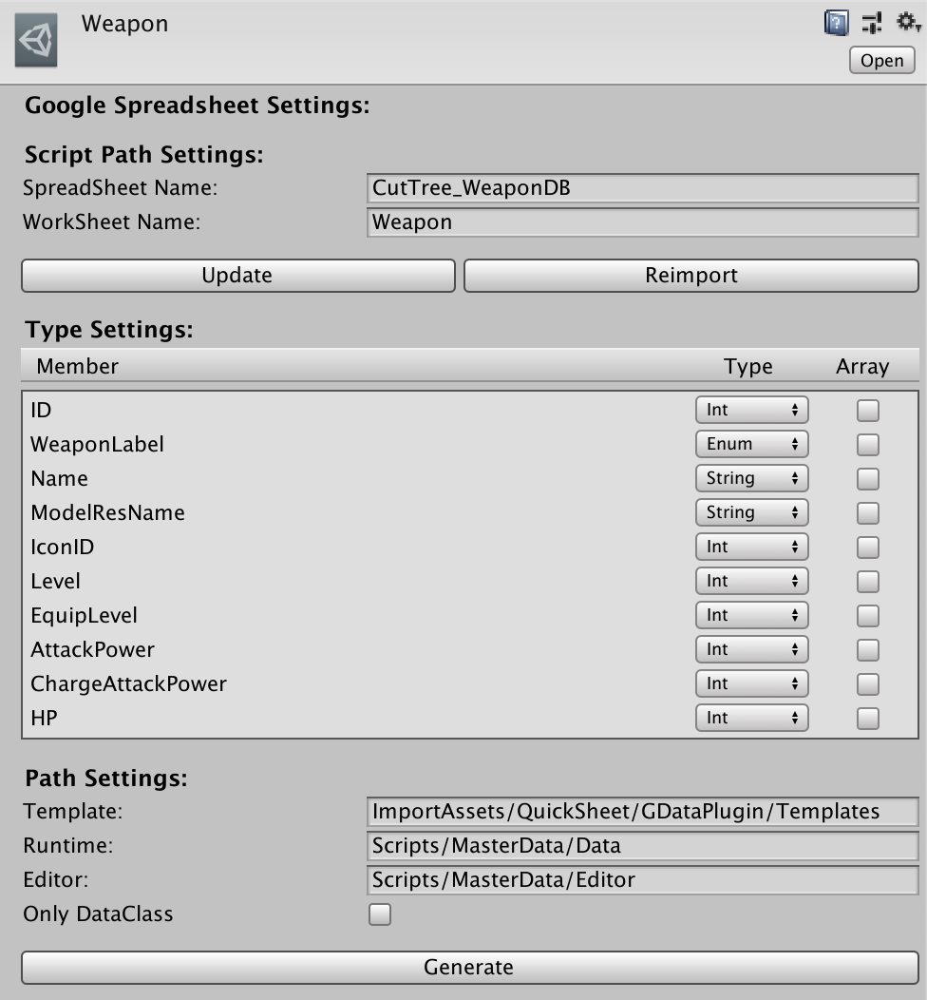 Weapon
Open
Google Spreadsheet Settings:
Script Path Settings:
SpreadSheet Name: CutTree_WeaponDB
WorkSheet Name: Weapon
Update Reimport
Type Settings:
Member Type Array
ID Int
WeaponLabel Enum
Name String
ModelResName String
IconID Int
Level Int
EquipLevel Int
AttackPower Int
ChargeAttackPower Int
HP Int
Path Settings:
Template: ImportAssets/QuickSheet/GDataPlugin/Templates
Runtime: Scripts/MasterData/Data
Editor: Scripts/MasterData/Editor
Only DataClass
Generate